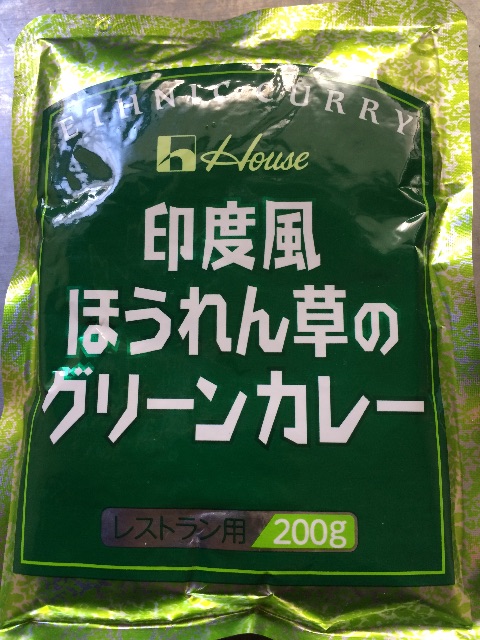 ETHNIC CURRY
House
印度風
ほうれん草の
グリーンカレー
レストラン用 200g